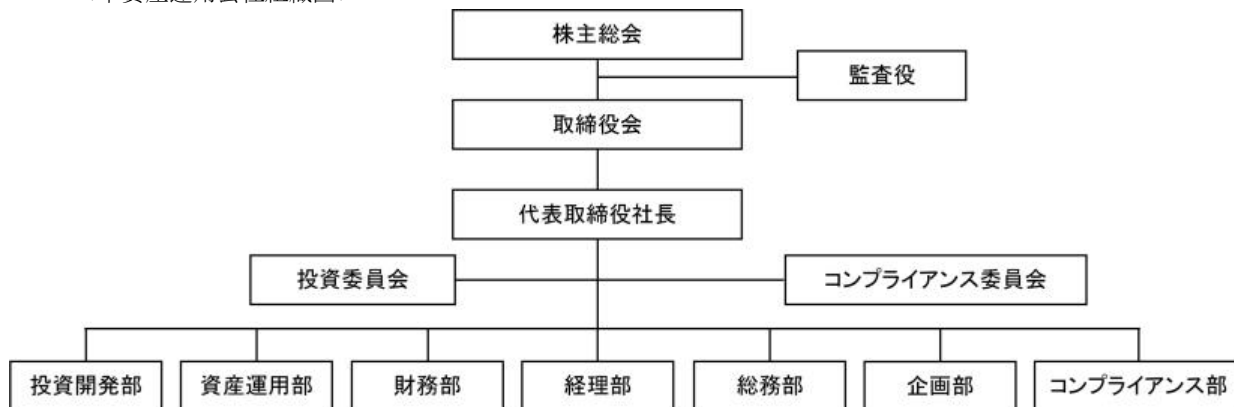 株主総会
監査役
取締役会
代表取締役社長
投資委員会
コンプライアンス委員会
投資開発部
資産運用部
財務部
経理部
総務部
企画部
コンプライアンス部